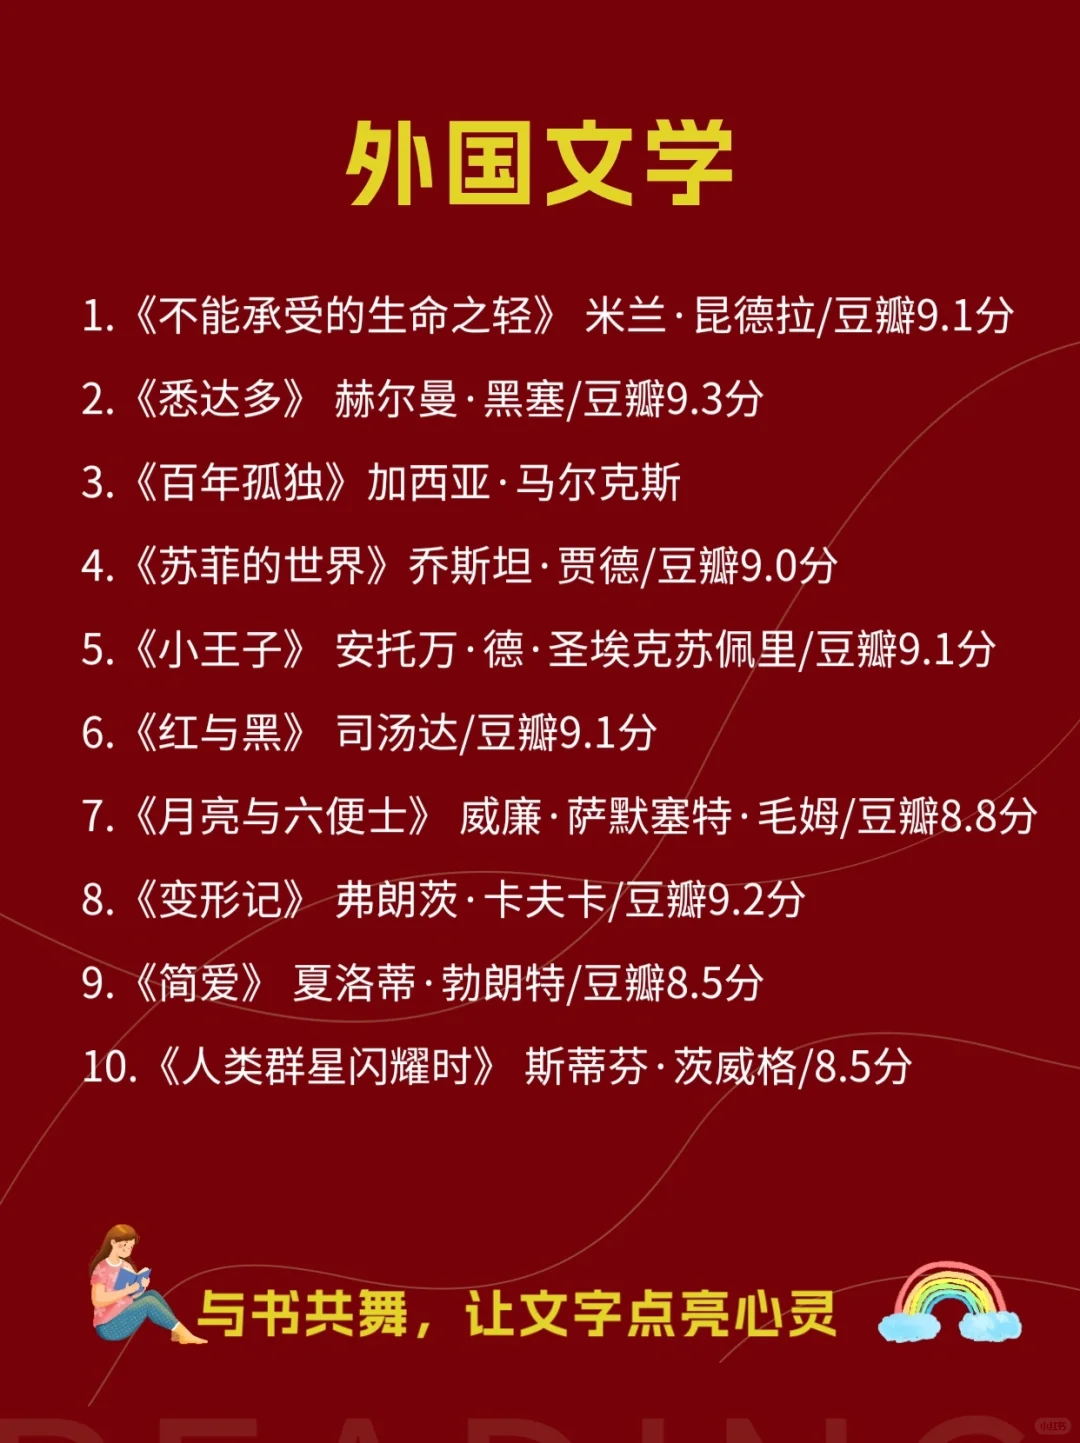 外国文学
1.《不能承受的生命之轻》 米兰·昆德拉/豆瓣9.1分
2.《悉达多》 赫尔曼·黑塞/豆瓣9.3分
3.《百年孤独》加西亚·马尔克斯
4.《苏菲的世界》乔斯坦·贾德/豆瓣9.0分
5.《小王子》 安托万·德·圣埃克苏佩里/豆瓣9.1分
6.《红与黑》 司汤达/豆瓣9.1分
7.《月亮与六便士》 威廉·萨默塞特·毛姆/豆瓣8.8分
8.《变形记》 弗朗茨·卡夫卡/豆瓣9.2分
9.《简爱》 夏洛蒂·勃朗特/豆瓣8.5分
10.《人类群星闪耀时》 斯蒂芬·茨威格/8.5分
与书共舞，让文字点亮心灵
READING
小红书